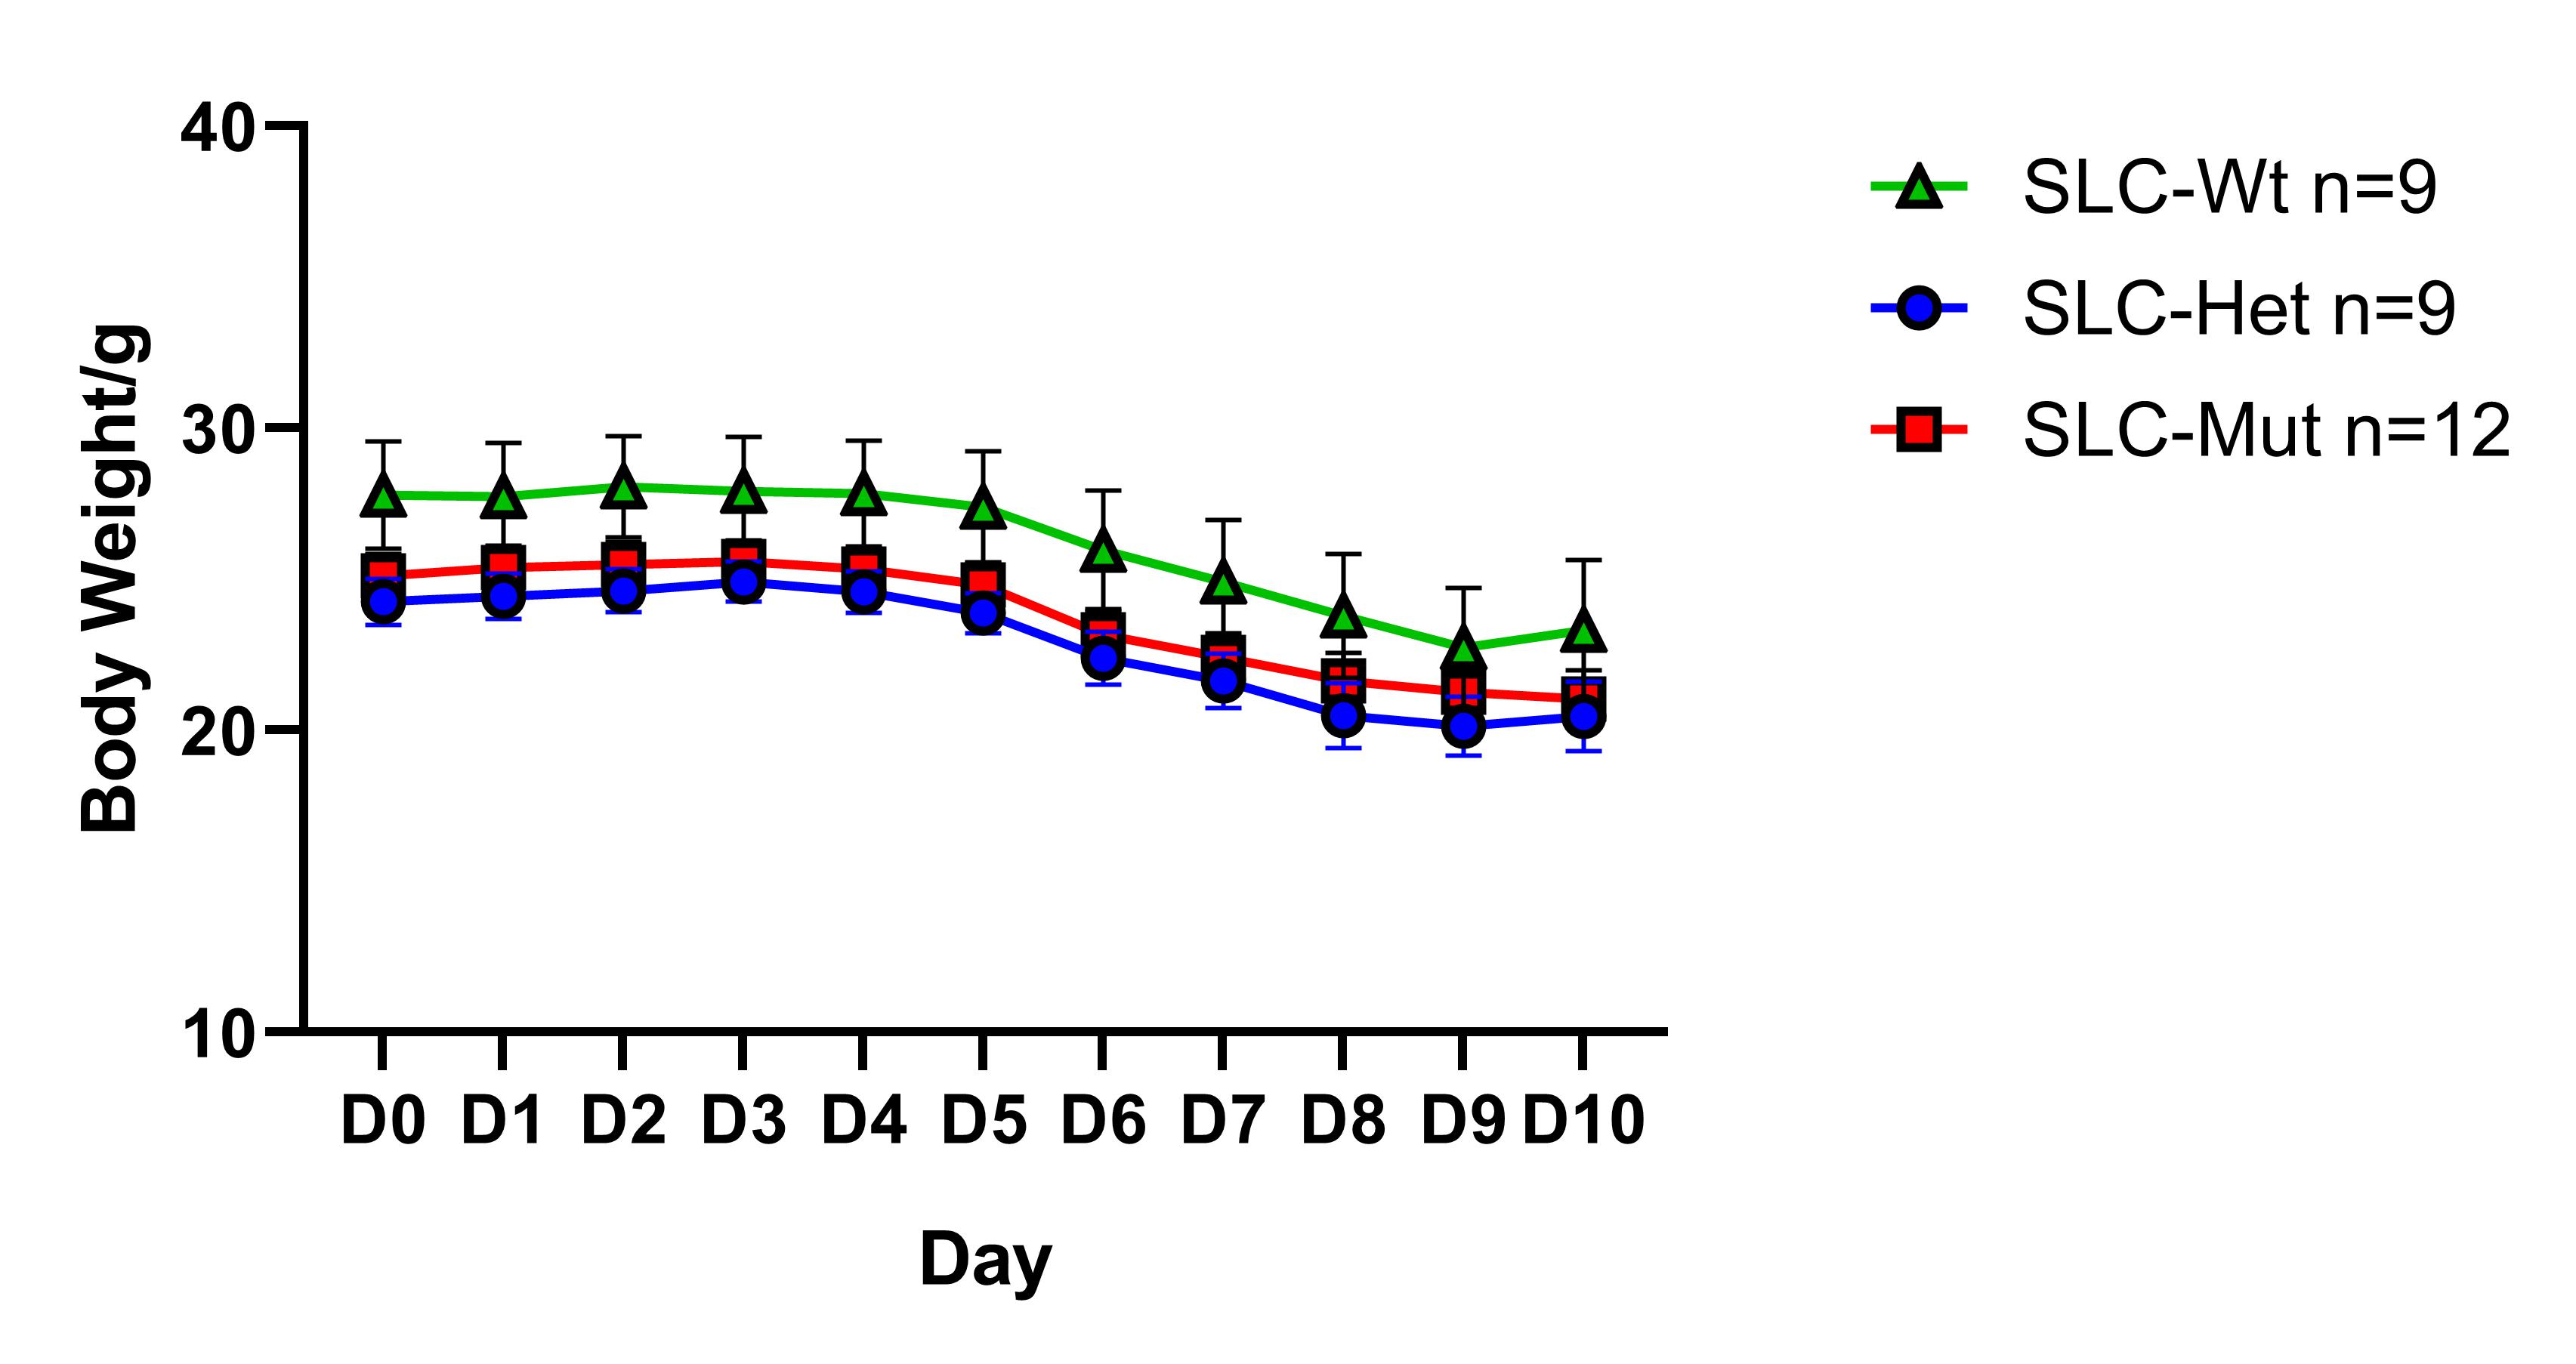 40
30
20
10
Body Weight/g
D0 D1 D2 D3 D4 D5 D6 D7 D8 D9 D10
Day
SLC-Wt n=9
SLC-Het n=9
SLC-Mut n=12